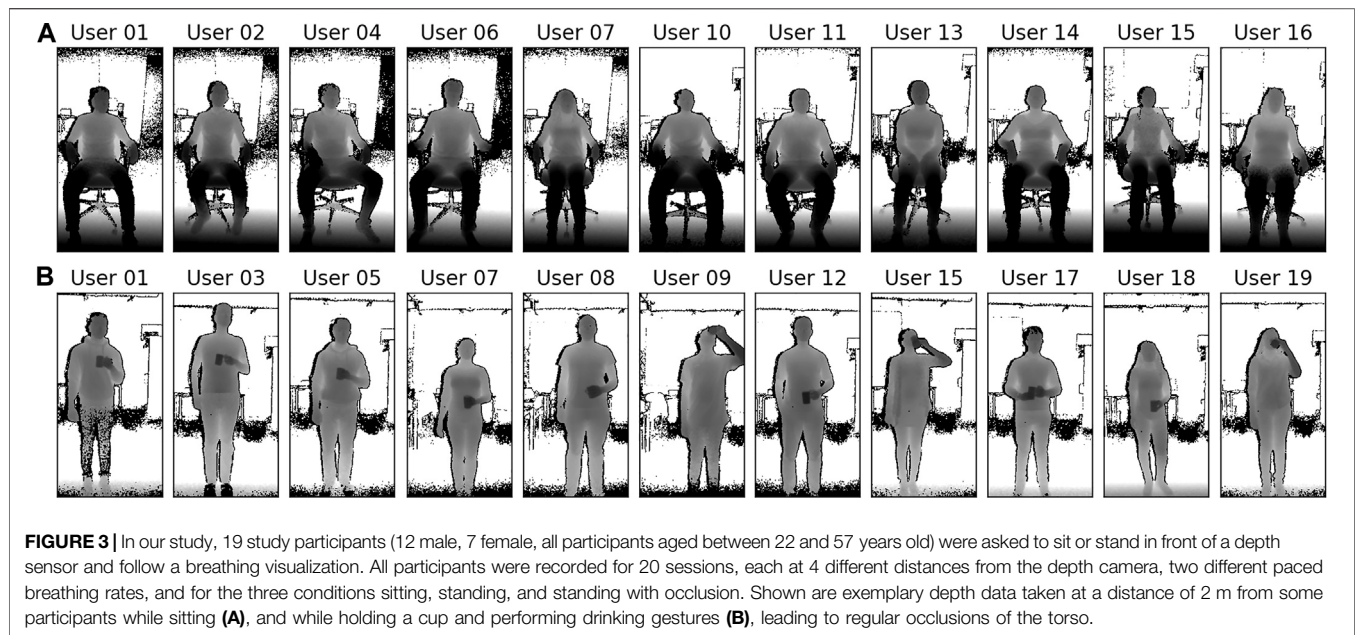 A User 01 User 02 User 04 User 06 User 07 User 10 User 11 User 13 User 14 User 15 User 16
B User 01 User 03 User 05 User 07 User 08 User 09 User 12 User 15 User 17 User 18 User 19
FIGURE 3 | In our study, 19 study participants (12 male, 7 female, all participants aged between 22 and 57 years old) were asked to sit or stand in front of a depth
sensor and follow a breathing visualization. All participants were recorded for 20 sessions, each at 4 different distances from the depth camera, two different paced
breathing rates, and for the three conditions sitting, standing, and standing with occlusion. Shown are exemplary depth data taken at a distance of 2 m from some
participants while sitting (A), and while holding a cup and performing drinking gestures (B), leading to regular occlusions of the torso.